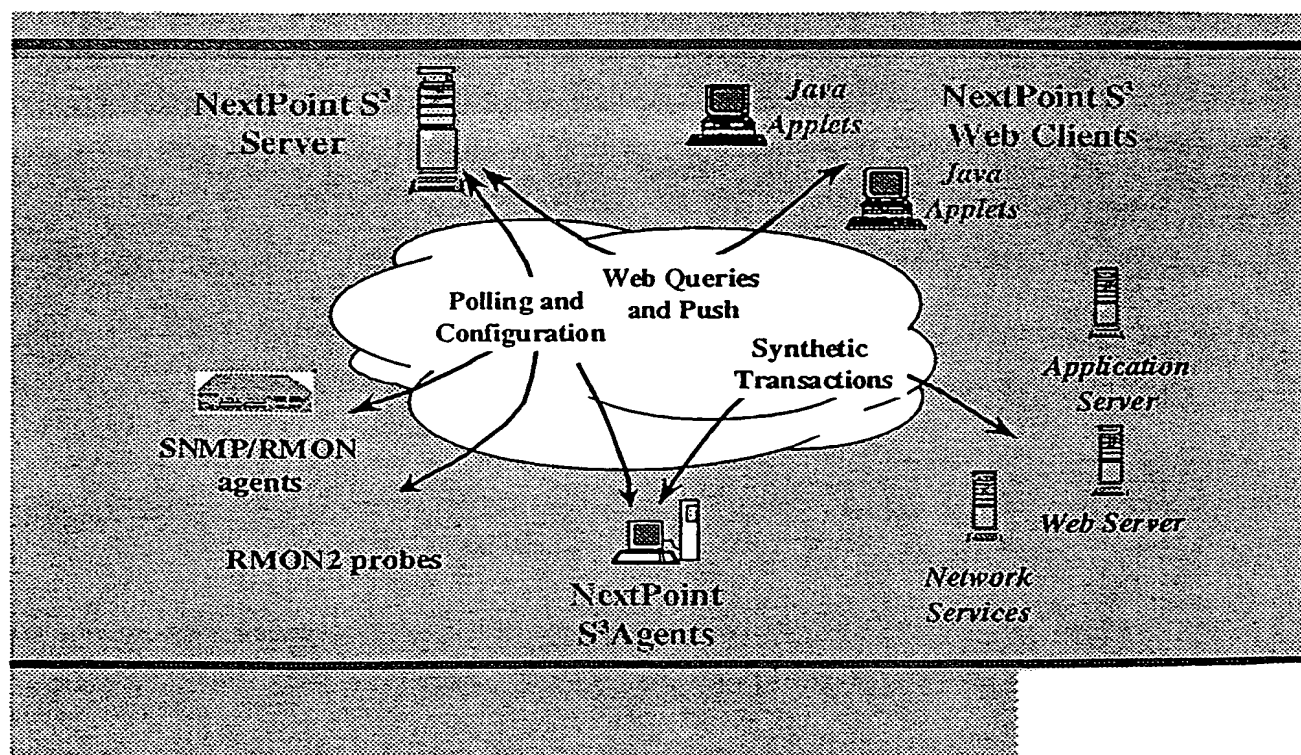 NextPoint S³
Server
Java
Applets
NextPoint S³
Web Clients
Java
Applets
Web Queries
and Push
Polling and
Configuration
Synthetic
Transactions
Application
Server
SNMP/RMON
agents
Web Server
RMON2 probes
Network
Services
NextPoint
S³Agents